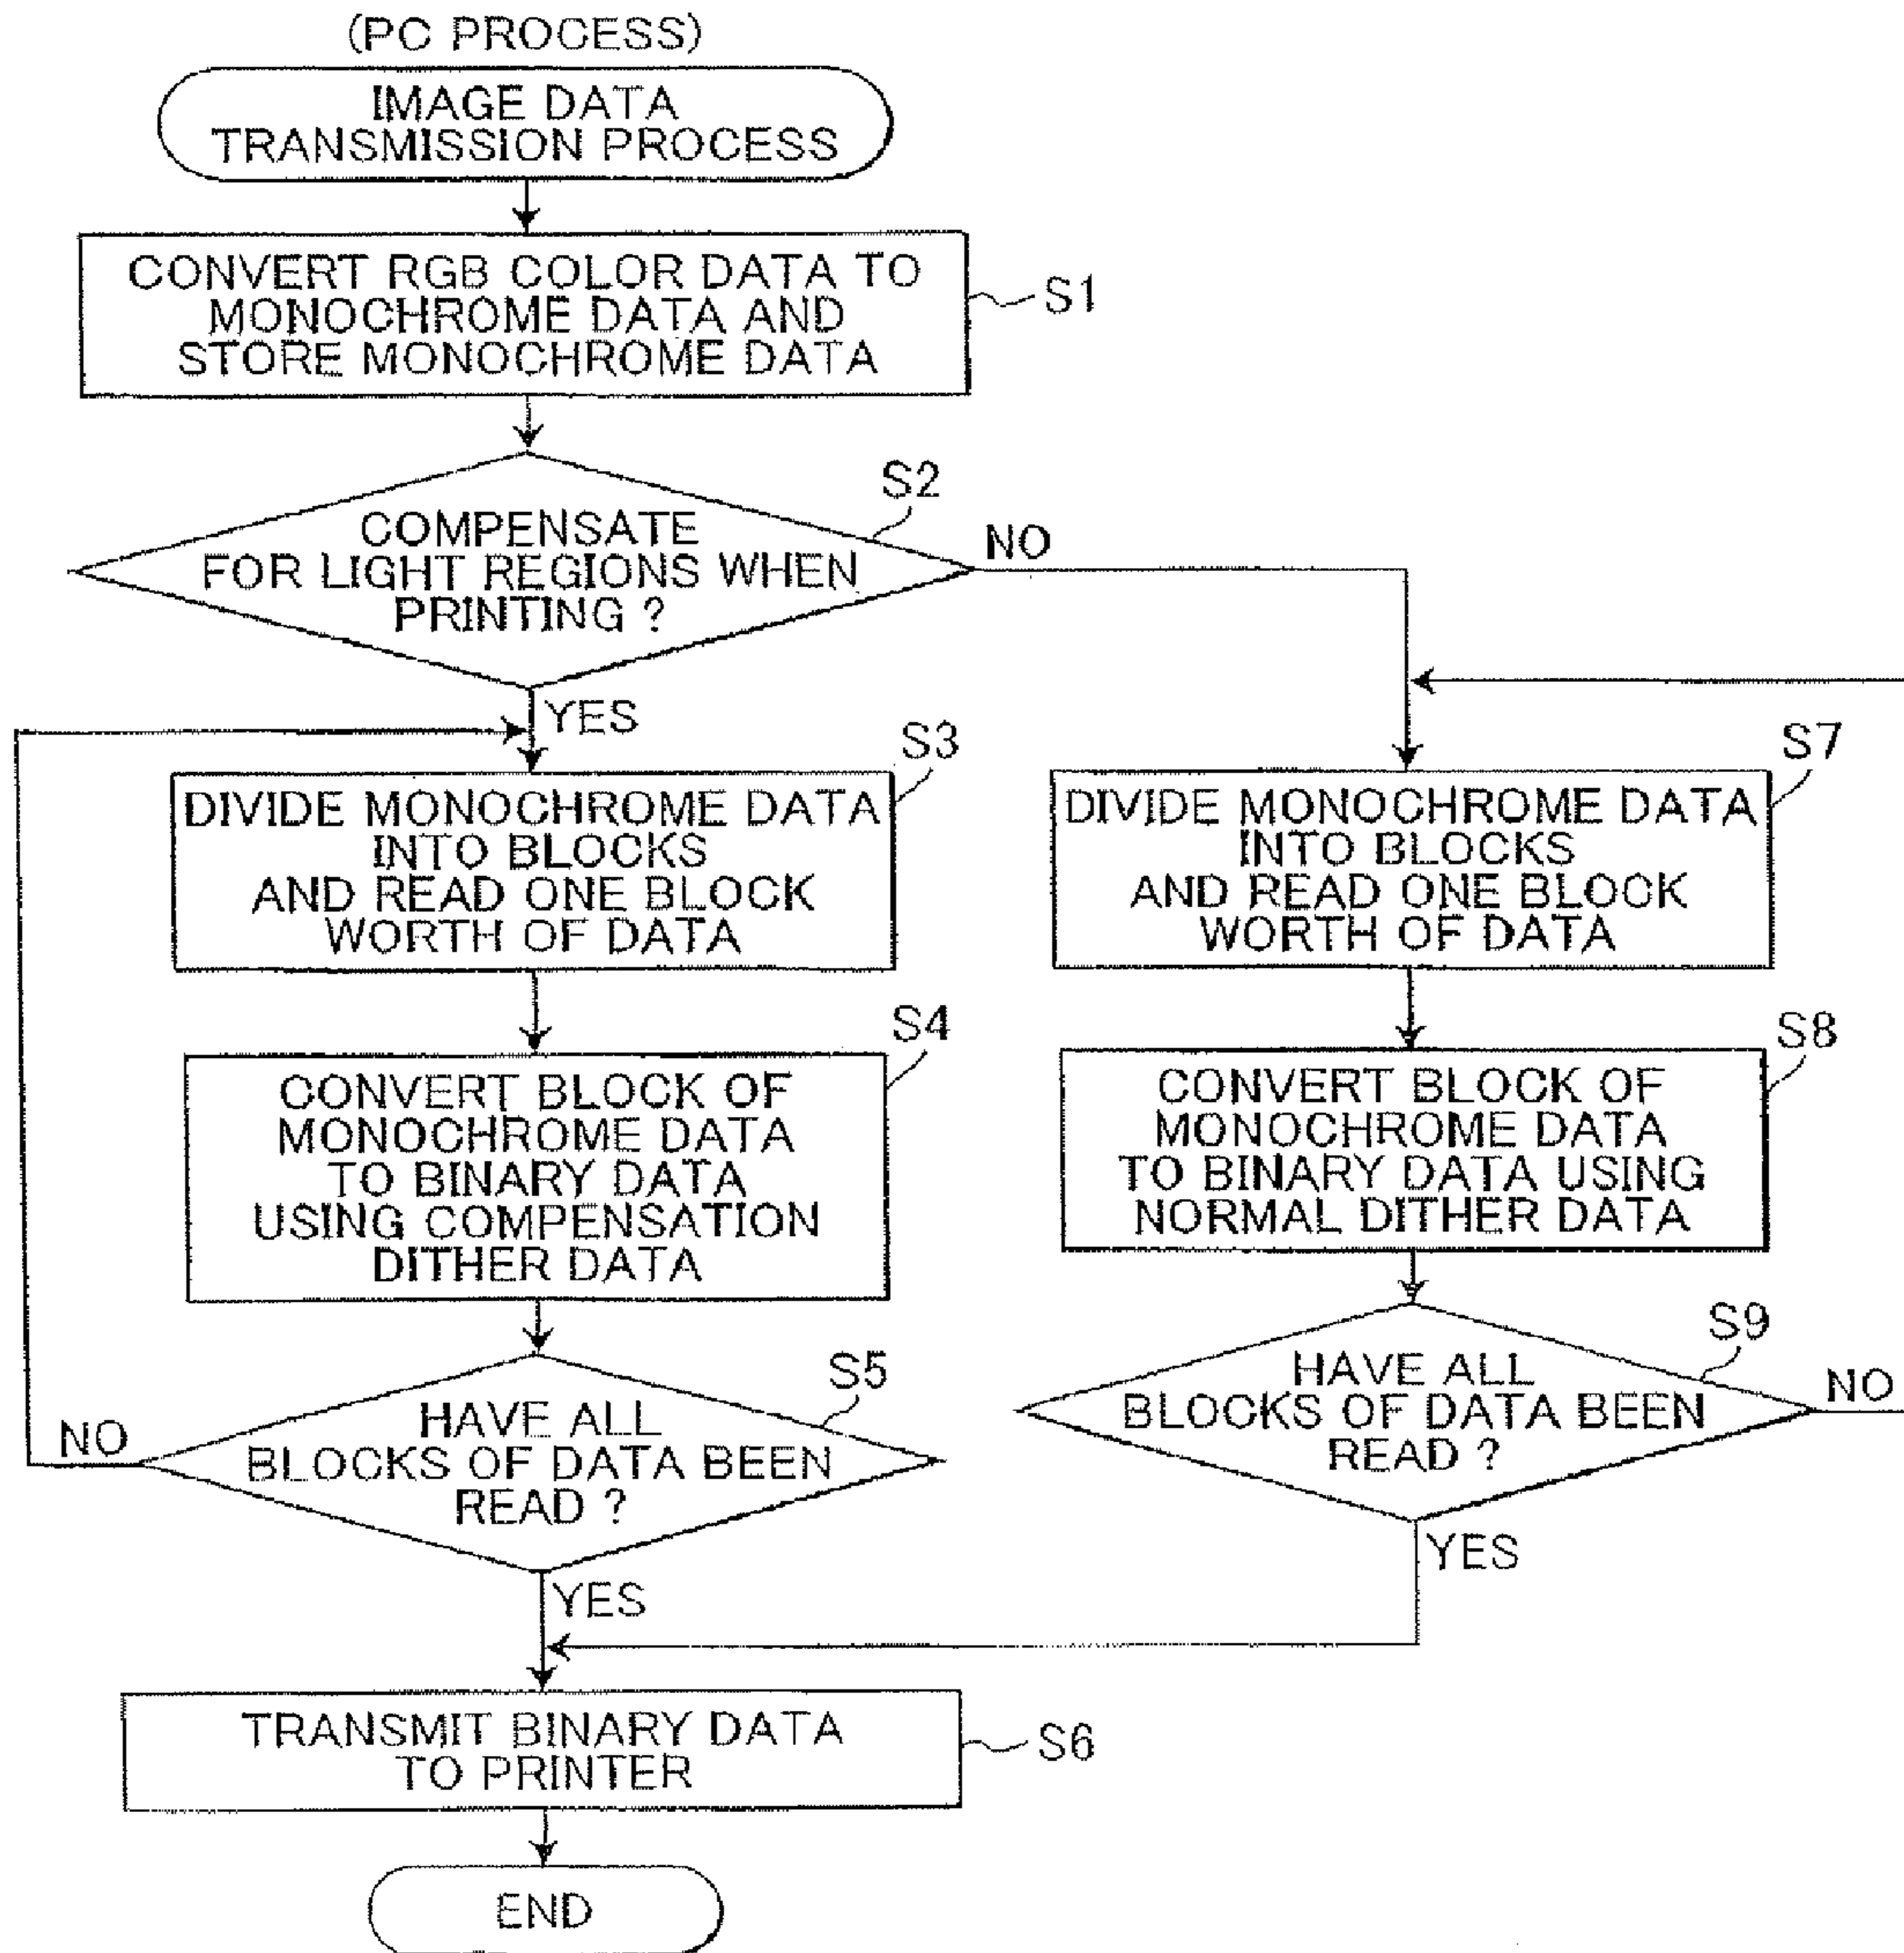 (PC PROCESS)
IMAGE DATA
TRANSMISSION PROCESS
CONVERT RGB COLOR DATA TO
MONOCHROME DATA AND
STORE MONOCHROME DATA
S1
S2
COMPENSATE
FOR LIGHT REGIONS WHEN
PRINTING ?
NO
YES
S3
DIVIDE MONOCHROME DATA
INTO BLOCKS
AND READ ONE BLOCK
WORTH OF DATA
S4
CONVERT BLOCK OF
MONOCHROME DATA
TO BINARY DATA
USING COMPENSATION
DITHER DATA
S5
HAVE ALL
BLOCKS OF DATA BEEN
READ ?
NO
YES
S7
DIVIDE MONOCHROME DATA
INTO BLOCKS
AND READ ONE BLOCK
WORTH OF DATA
S8
CONVERT BLOCK OF
MONOCHROME DATA
TO BINARY DATA USING
NORMAL DITHER DATA
S9
HAVE ALL
BLOCKS OF DATA BEEN
READ ?
NO
YES
TRANSMIT BINARY DATA
TO PRINTER
S6
END